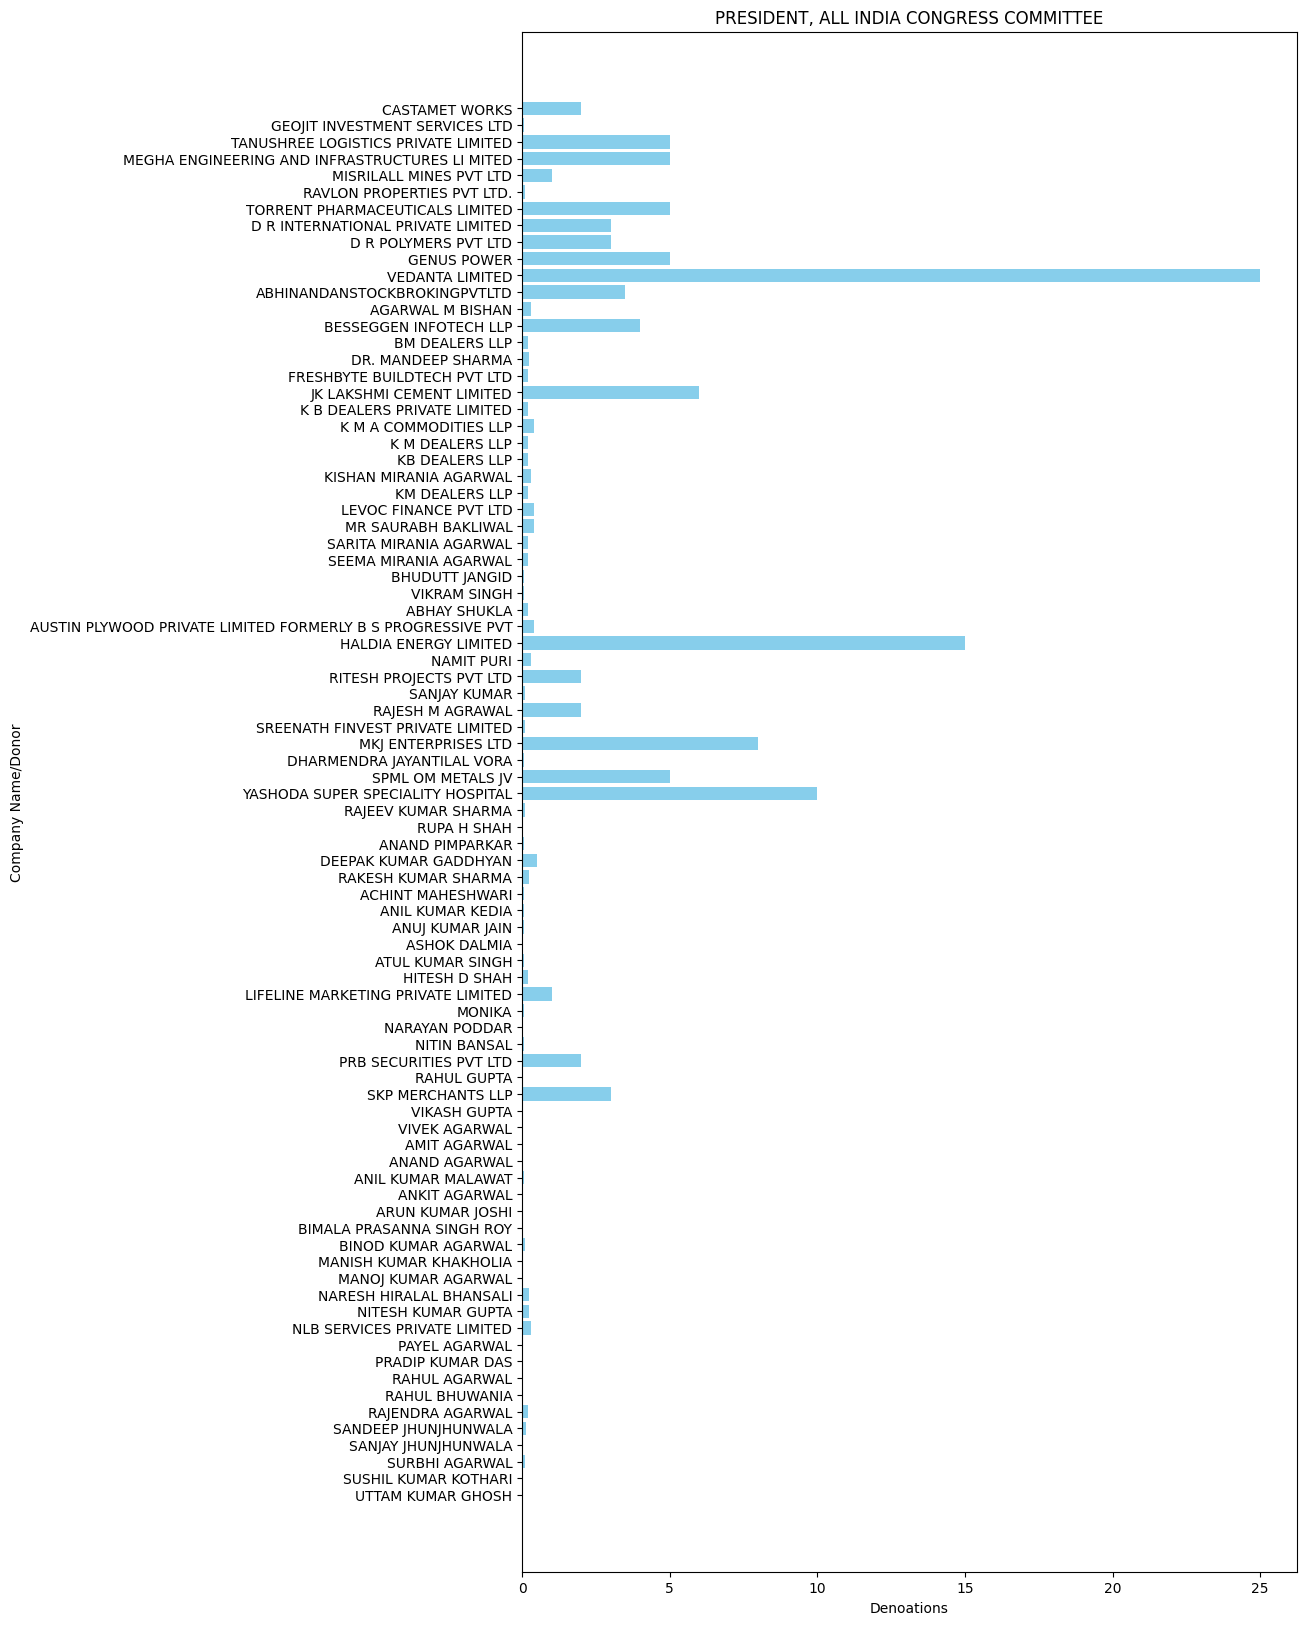 PRESIDENT, ALL INDIA CONGRESS COMMITTEE
CASTAMET WORKS
GEOJIT INVESTMENT SERVICES LTD
TANUSHREE LOGISTICS PRIVATE LIMITED
MEGHA ENGINEERING AND INFRASTRUCTURES LI MITED
MISRILALL MINES PVT LTD
RAVLON PROPERTIES PVT LTD.
TORRENT PHARMACEUTICALS LIMITED
D R INTERNATIONAL PRIVATE LIMITED
D R POLYMERS PVT LTD
GENUS POWER
VEDANTA LIMITED
ABHINANDANSTOCKBROKINGPVTLTD
AGARWAL M BISHAN
BESSEGGEN INFOTECH LLP
BM DEALERS LLP
DR. MANDEEP SHARMA
FRESHBYTE BUILDTECH PVT LTD
JK LAKSHMI CEMENT LIMITED
K B DEALERS PRIVATE LIMITED
K M A COMMODITIES LLP
K M DEALERS LLP
KB DEALERS LLP
KISHAN MIRANIA AGARWAL
KM DEALERS LLP
LEVOC FINANCE PVT LTD
MR SAURABH BAKLIWAL
SARITA MIRANIA AGARWAL
SEEMA MIRANIA AGARWAL
BHUDUTT JANGID
VIKRAM SINGH
ABHAY SHUKLA
AUSTIN PLYWOOD PRIVATE LIMITED FORMERLY B S PROGRESSIVE PVT
HALDIA ENERGY LIMITED
NAMIT PURI
RITESH PROJECTS PVT LTD
SANJAY KUMAR
RAJESH M AGRAWAL
SREENATH FINVEST PRIVATE LIMITED
MKJ ENTERPRISES LTD
DHARMENDRA JAYANTILAL VORA
SPML OM METALS JV
YASHODA SUPER SPECIALITY HOSPITAL
RAJEEV KUMAR SHARMA
RUPA H SHAH
ANAND PIMPARKAR
DEEPAK KUMAR GADDHYAN
RAKESH KUMAR SHARMA
ACHINT MAHESHWARI
ANIL KUMAR KEDIA
ANUJ KUMAR JAIN
ASHOK DALMIA
ATUL KUMAR SINGH
HITESH D SHAH
LIFELINE MARKETING PRIVATE LIMITED
MONIKA
NARAYAN PODDAR
NITIN BANSAL
PRB SECURITIES PVT LTD
RAHUL GUPTA
SKP MERCHANTS LLP
VIKASH GUPTA
VIVEK AGARWAL
AMIT AGARWAL
ANAND AGARWAL
ANIL KUMAR MALAWAT
ANKIT AGARWAL
ARUN KUMAR JOSHI
BIMALA PRASANNA SINGH ROY
BINOD KUMAR AGARWAL
MANISH KUMAR KHAKHOLIA
MANOJ KUMAR AGARWAL
NARESH HIRALAL BHANSALI
NITESH KUMAR GUPTA
NLB SERVICES PRIVATE LIMITED
PAYEL AGARWAL
PRADIP KUMAR DAS
RAHUL AGARWAL
RAHUL BHUWANIA
RAJENDRA AGARWAL
SANDEEP JHUNJHUNWALA
SANJAY JHUNJHUNWALA
SURBHI AGARWAL
SUSHIL KUMAR KOTHARI
UTTAM KUMAR GHOSH
Company Name/Donor
0 5 10 15 20 25
Denoations